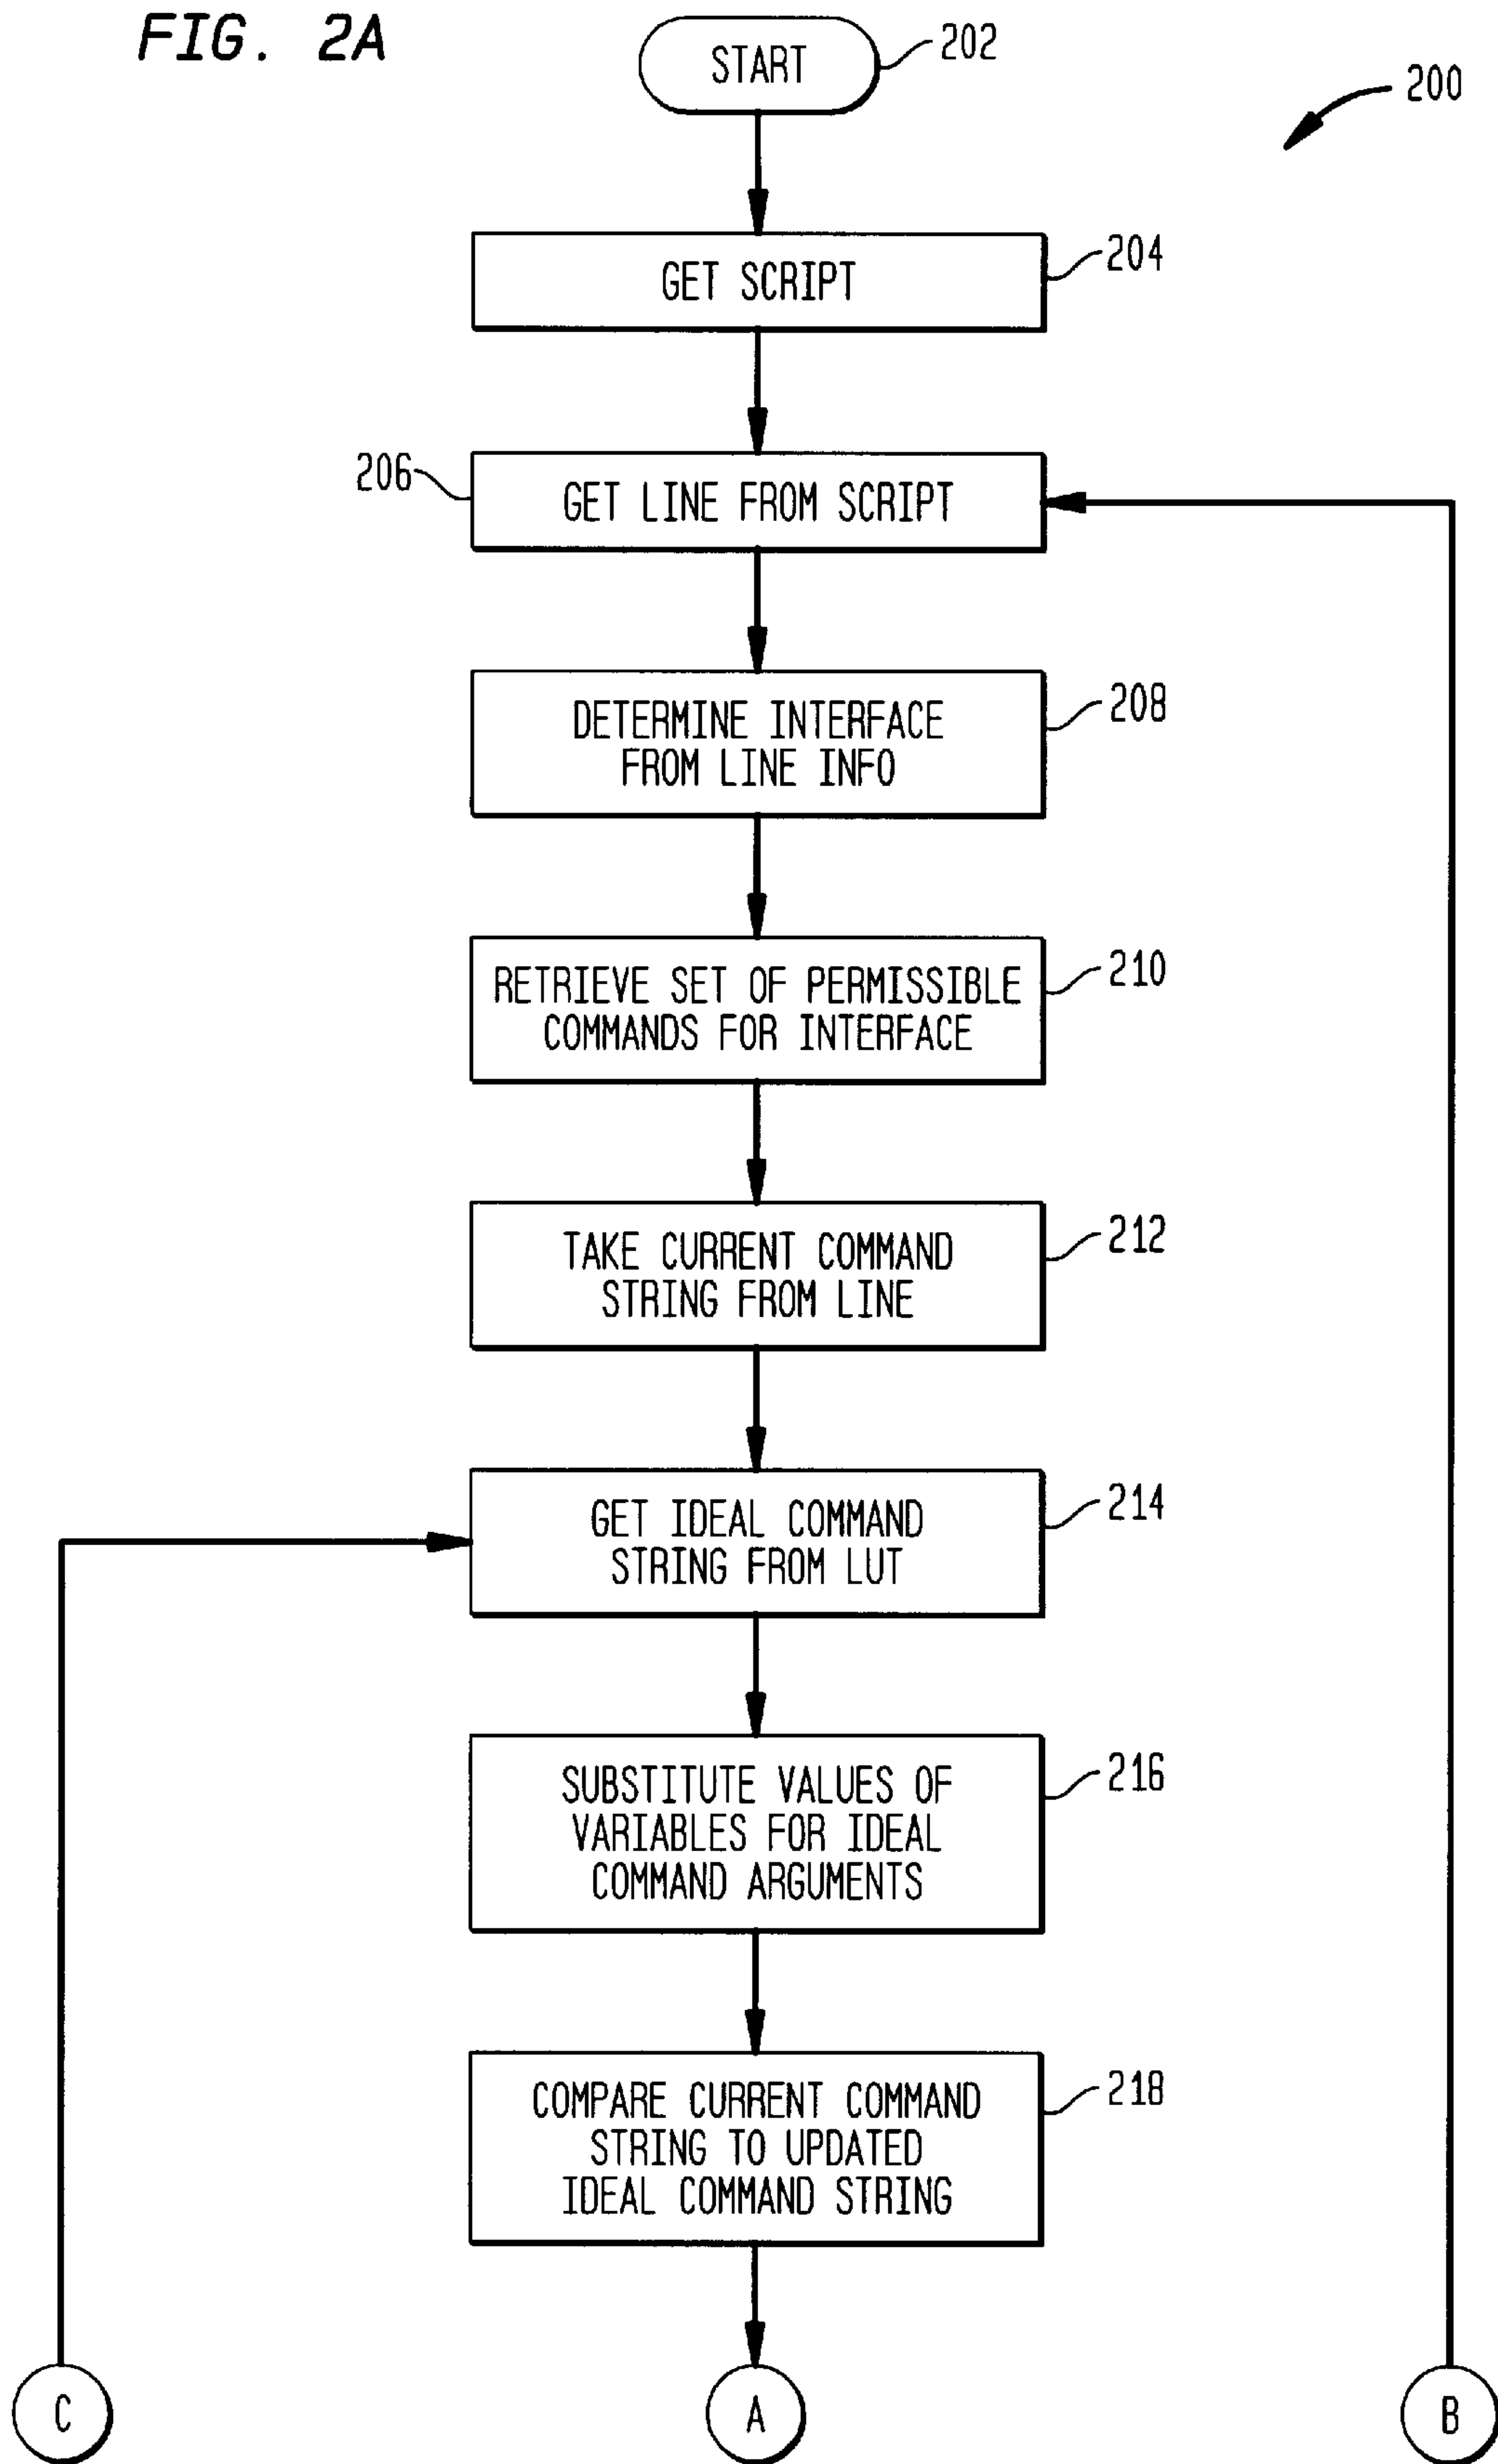 FIG. 2A
START
202
200
GET SCRIPT
204
206
GET LINE FROM SCRIPT
DETERMINE INTERFACE
FROM LINE INFO
208
RETRIEVE SET OF PERMISSIBLE
COMMANDS FOR INTERFACE
210
TAKE CURRENT COMMAND
STRING FROM LINE
212
GET IDEAL COMMAND
STRING FROM LUT
214
SUBSTITUTE VALUES OF
VARIABLES FOR IDEAL
COMMAND ARGUMENTS
216
COMPARE CURRENT COMMAND
STRING TO UPDATED
IDEAL COMMAND STRING
218
C
A
B